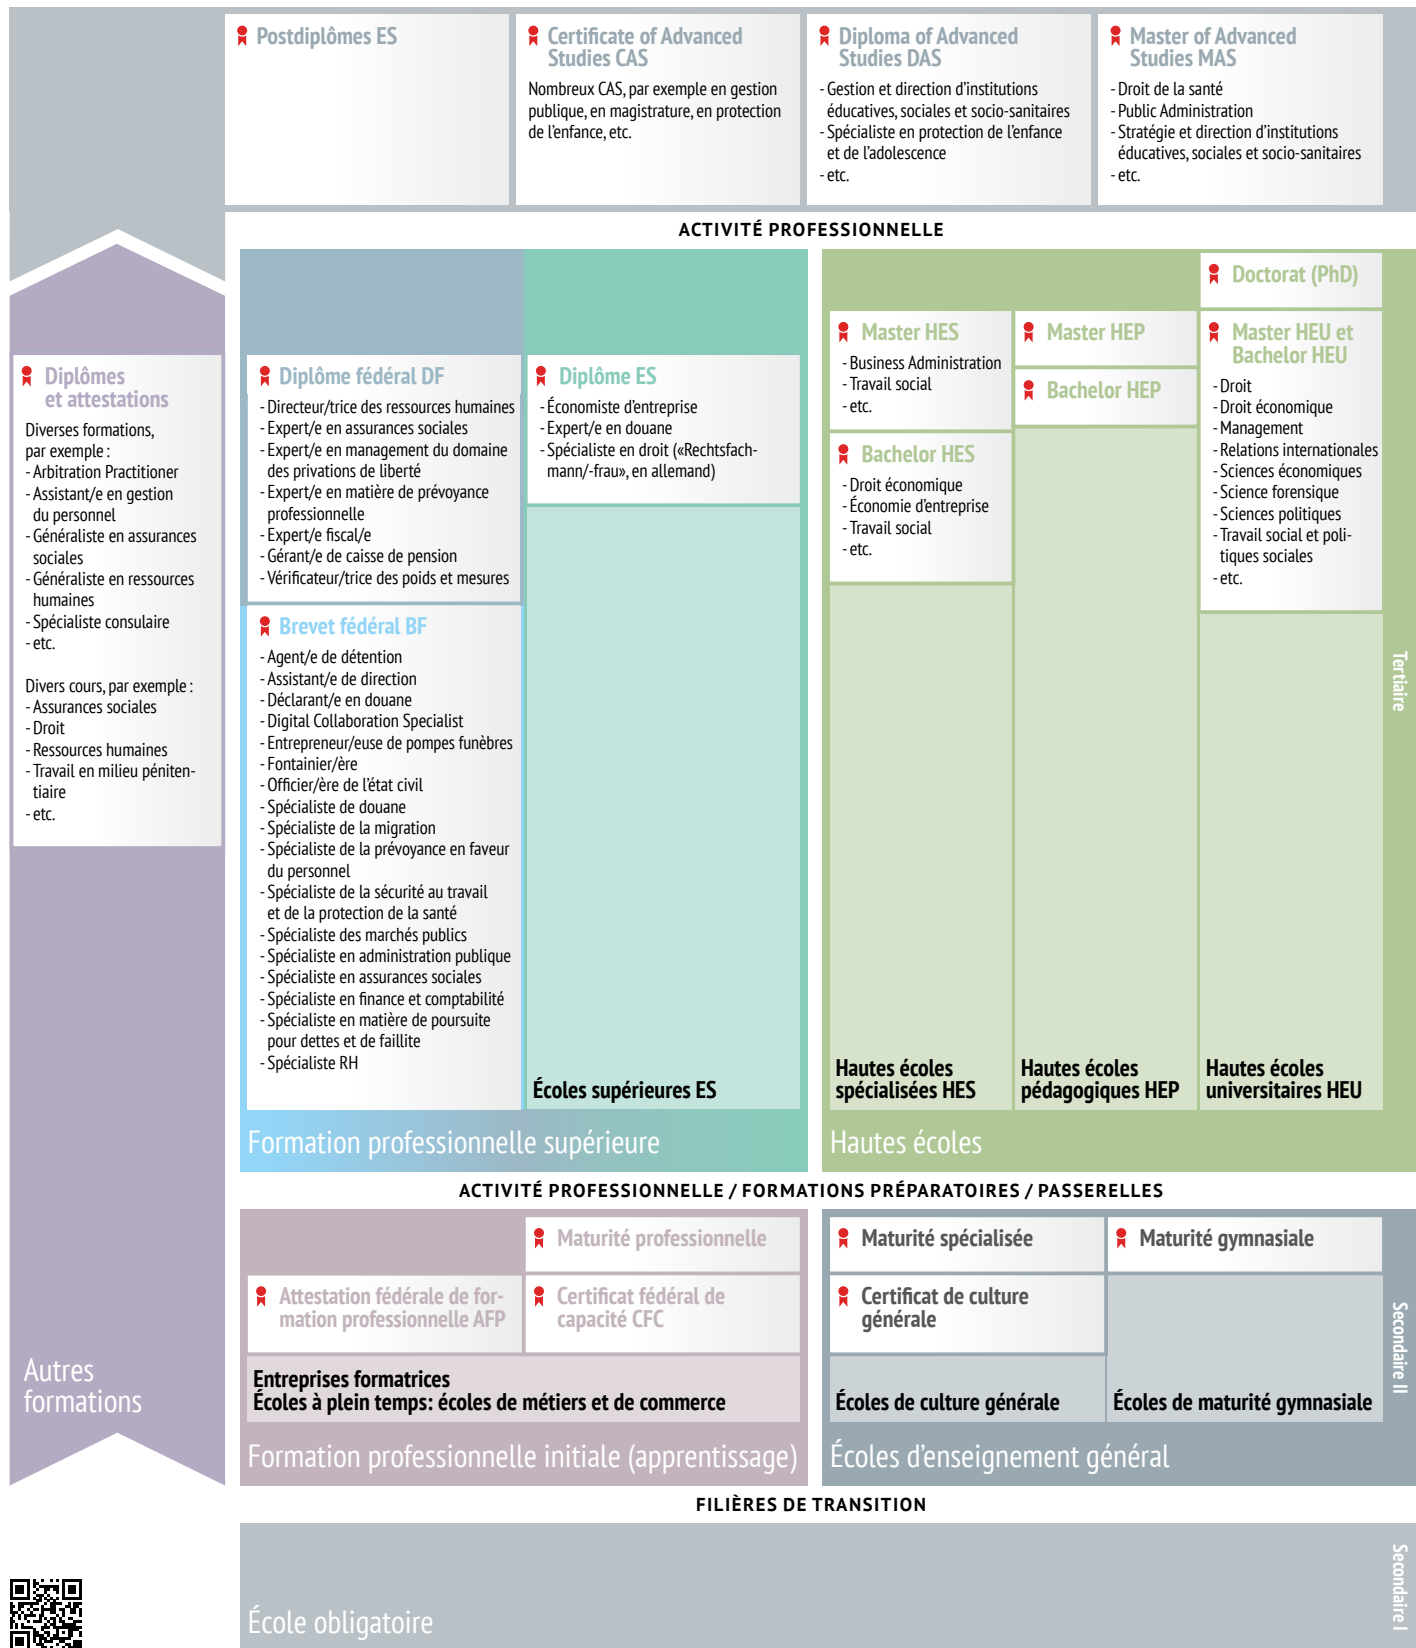 Postdiplômes ES
Certificate of Advanced
Studies CAS
Nombreux CAS, par exemple en gestion
publique, en magistrature, en protection
de l'enfance, etc.
Diploma of Advanced
Studies DAS
- Gestion et direction d'institutions
éducatives, sociales et socio-sanitaires
- Spécialiste en protection de l'enfance
et de l'adolescence
- etc.
Master of Advanced
Studies MAS
- Droit de la santé
- Public Administration
- Stratégie et direction d'institutions
éducatives, sociales et socio-sanitaires
- etc.
ACTIVITÉ PROFESSIONNELLE
Diplômes
et attestations
Diverses formations,
par exemple :
- Arbitration Practitioner
- Assistant/e en gestion
du personnel
- Généraliste en assurances
sociales
- Généraliste en ressources
humaines
- Spécialiste consulaire
- etc.
Divers cours, par exemple :
- Assurances sociales
- Droit
- Ressources humaines
- Travail en milieu péniten-
tiaire
- etc.
Autres
formations
Diplôme fédéral DF
- Directeur/trice des ressources humaines
- Expert/e en assurances sociales
- Expert/e en management du domaine
des privations de liberté
- Expert/e en matière de prévoyance
professionnelle
- Expert/e fiscal/e
- Gérant/e de caisse de pension
- Vérificateur/trice des poids et mesures
Brevet fédéral BF
- Agent/e de détention
- Assistant/e de direction
- Déclarant/e en douane
- Digital Collaboration Specialist
- Entrepreneur/euse de pompes funèbres
- Fontainier/ère
- Officier/ère de l'état civil
- Spécialiste de douane
- Spécialiste de la migration
- Spécialiste de la prévoyance en faveur
du personnel
- Spécialiste de la sécurité au travail
et de la protection de la santé
- Spécialiste des marchés publics
- Spécialiste en administration publique
- Spécialiste en assurances sociales
- Spécialiste en finance et comptabilité
- Spécialiste en matière de poursuite
pour dettes et de faillite
- Spécialiste RH
Diplôme ES
- Économiste d'entreprise
- Expert/e en douane
- Spécialiste en droit («Rechtsfach-
mann/-frau», en allemand)
Écoles supérieures ES
Formation professionnelle supérieure
Master HES
- Business Administration
- Travail social
- etc.
Bachelor HES
- Droit économique
- Économie d'entreprise
- Travail social
- etc.
Hautes écoles
spécialisées HES
Master HEP
Bachelor HEP
Hautes écoles
pédagogiques HEP
Doctorat (PhD)
Master HEU et
Bachelor HEU
- Droit
- Droit économique
- Management
- Relations internationales
- Sciences économiques
- Science forensique
- Sciences politiques
- Travail social et poli-
tiques sociales
- etc.
Hautes écoles
universitaires HEU
Hautes écoles
Tertiaire
ACTIVITÉ PROFESSIONNELLE / FORMATIONS PRÉPARATOIRES / PASSERELLES
Maturité professionnelle
Attestation fédérale de for-
mation professionnelle AFP
Certificat fédéral de
capacité CFC
Entreprises formatrices
Écoles à plein temps: écoles de métiers et de commerce
Formation professionnelle initiale (apprentissage)
Maturité spécialisée
Certificat de culture
générale
Écoles de culture générale
Maturité gymnasiale
Écoles de maturité gymnasiale
Écoles d'enseignement général
Secondaire II
FILIÈRES DE TRANSITION
École obligatoire
Secondaire I